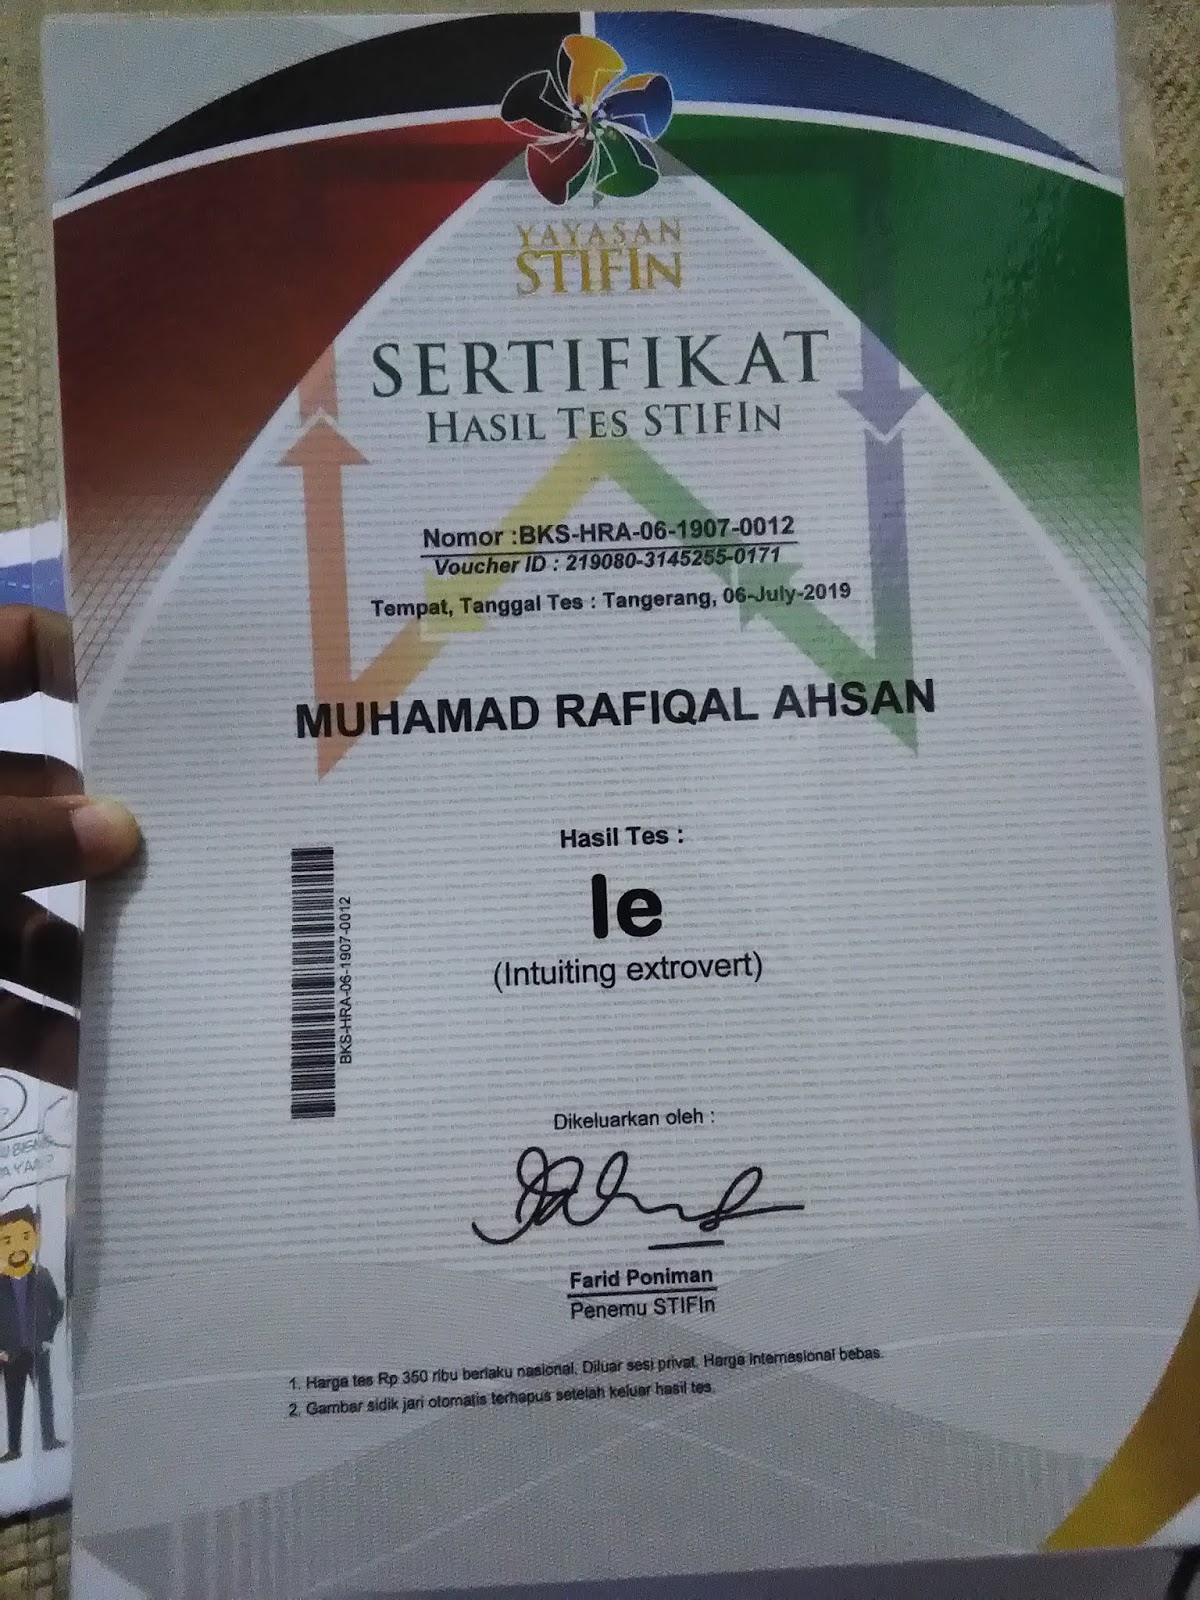 YAYASAN
STIFIN
SERTIFIKAT
HASIL TES STIFIN
Nomor :BKS-HRA-06-1907-0012
Voucher ID : 219080-3145255-0171
Tempat, Tanggal Tes : Tangerang, 06-July-2019
MUHAMAD RAFIQAL AHSAN
Hasil Tes :
Ie
(Intuiting extrovert)
BKS-HRA-06-1907-0012
Dikeluarkan oleh :
Farid Poniman
Penemu STIFIn
1. Harga tes Rp 350 ribu berlaku nasional. Diluar sesi privat. Harga Internasional bebas.
2. Gambar sidik jari otomatis terhapus setelah keluar hasil tes.